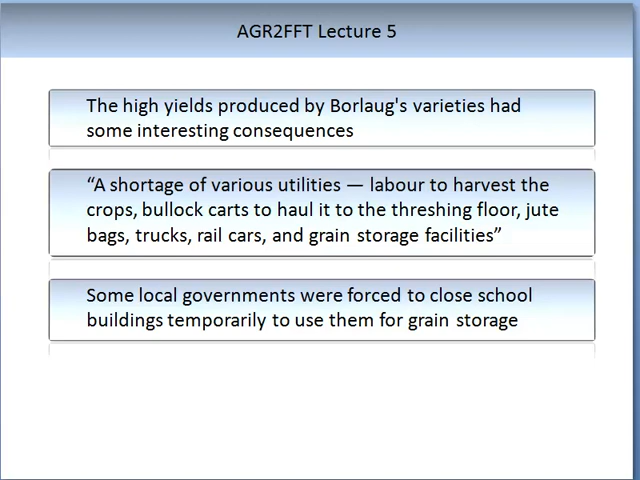 AGR2FFT Lecture 5
The high yields produced by Borlaug's varieties had
some interesting consequences
“A shortage of various utilities — labour to harvest the
crops, bullock carts to haul it to the threshing floor, jute
bags, trucks, rail cars, and grain storage facilities”
Some local governments were forced to close school
buildings temporarily to use them for grain storage